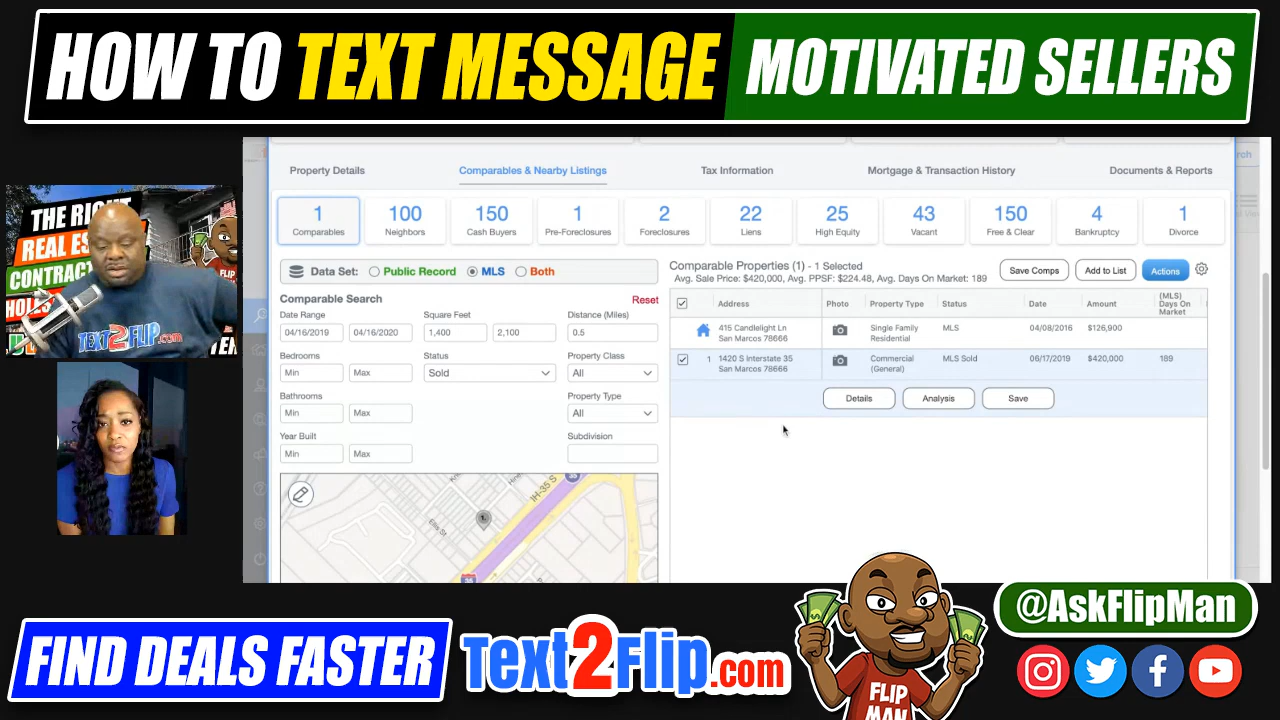 HOW TO TEXT MESSAGE MOTIVATED SELLERS
Property Details
Comparables & Nearby Listings
Tax Information
Mortgage & Transaction History
Documents & Reports
1
Comparables
100
Neighbors
150
Cash Buyers
1
Pre-Foreclosures
2
Foreclosures
22
Liens
25
High Equity
43
Vacant
150
Free & Clear
4
Bankruptcy
1
Divorce
Data Set: Public Record MLS Both
Comparable Search Reset
Date Range Square Feet Distance (Miles)
04/16/2019 04/16/2020 1,400 2,100 0.5
Bedrooms Status Property Class
Min Max Sold All
Bathrooms Property Type
Min Max All
Year Built Subdivision
Min Max
Ellis St
IH-35 S
35
Comparable Properties (1) - 1 Selected
Avg. Sale Price: $420,000, Avg. PPSF: $224.48, Avg. Days On Market: 189
Save Comps Add to List Actions
Address Photo Property Type Status Date Amount (MLS) Days On Market
415 Candlelight Ln Single Family MLS 04/08/2016 $126,900
San Marcos 78666 Residential
1 1420 S Interstate 35 Commercial MLS Sold 06/17/2019 $420,000 189
San Marcos 78666 (General)
Details Analysis Save
THE RIGHT
REAL ES
CONTRAC
HOLES
TEXT2FLIP.com
FLIP
FIND DEALS FASTER
Text2Flip.com
FLIP
MAN
@AskFlipMan